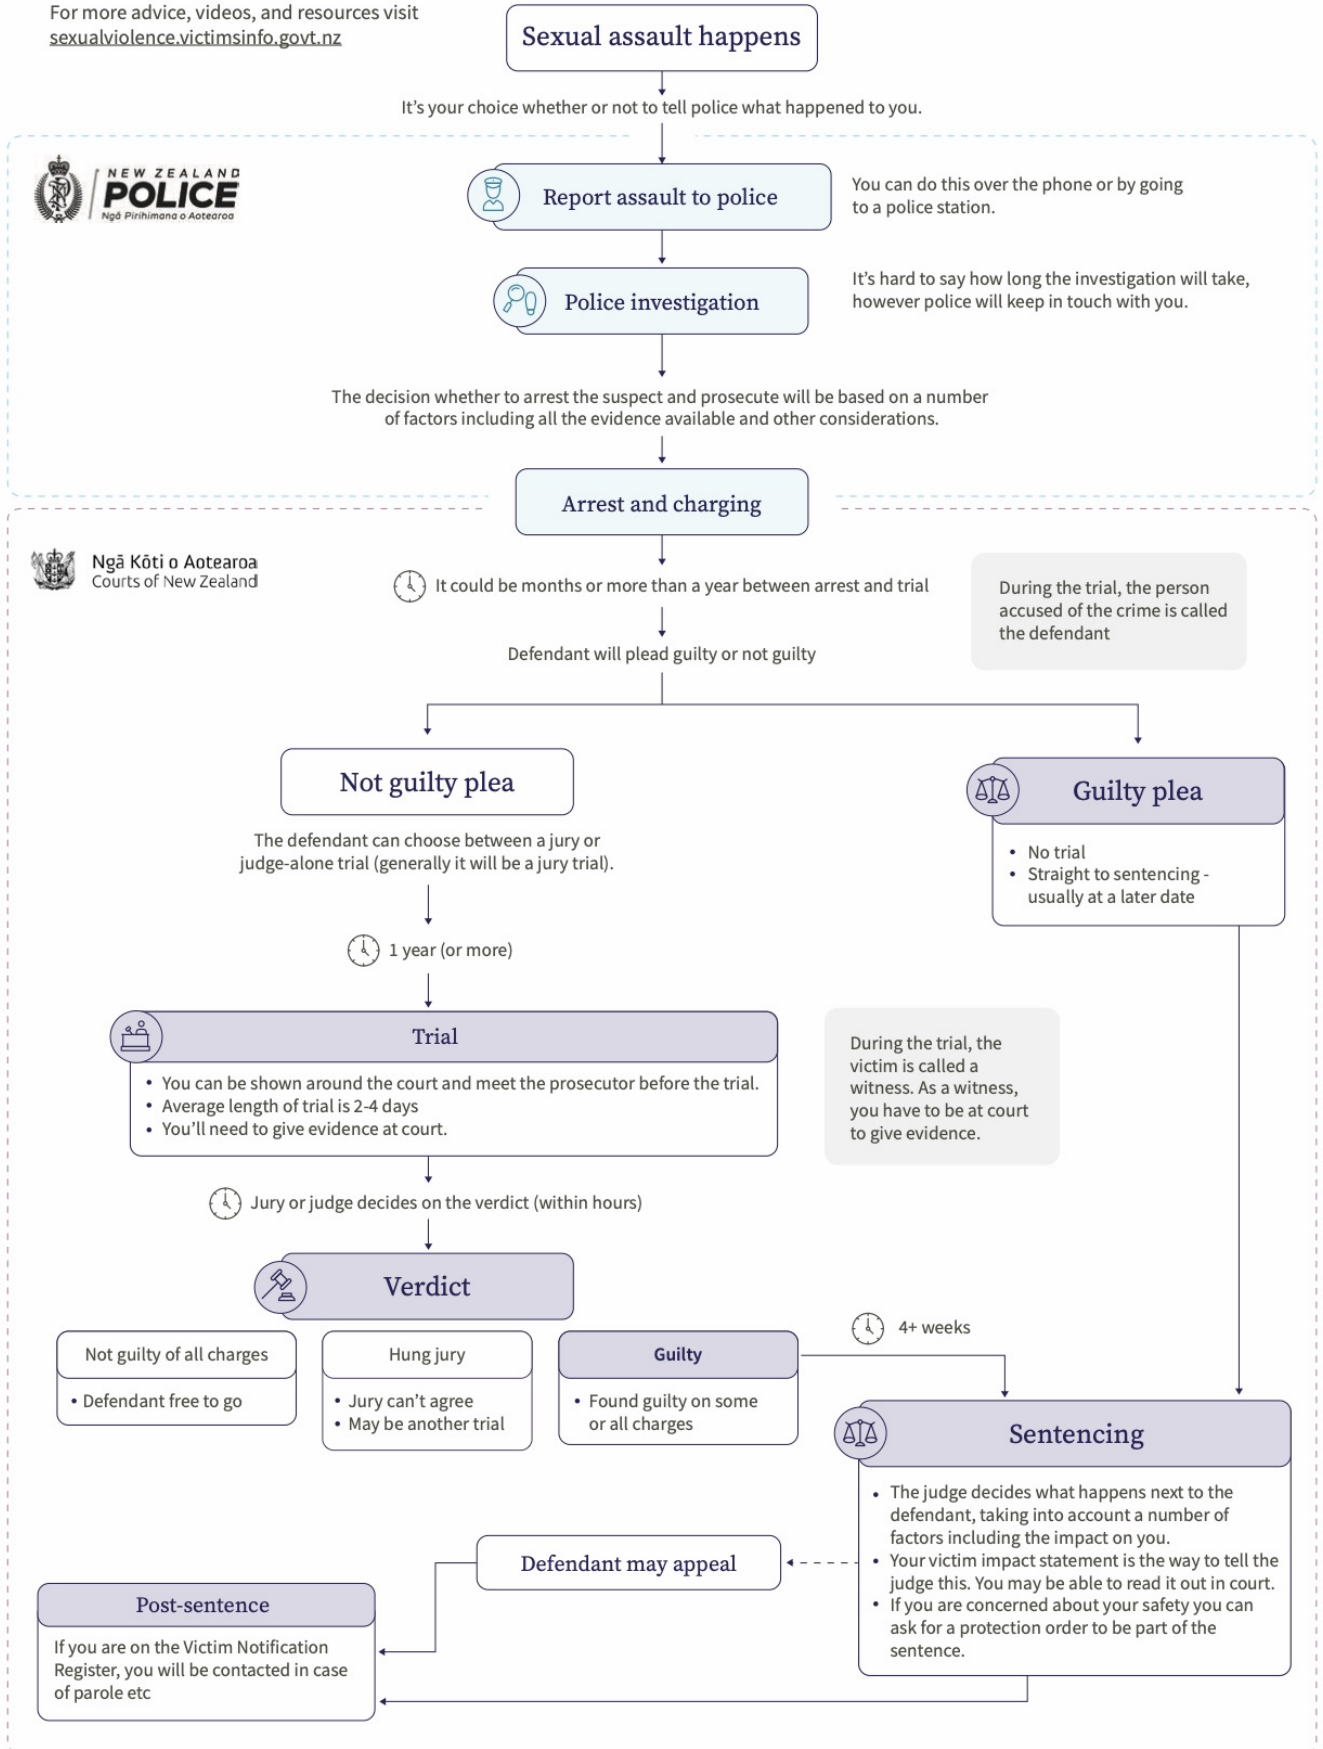 For more advice, videos, and resources visit
sexualviolence.victimsinfo.govt.nz
Sexual assault happens
It's your choice whether or not to tell police what happened to you.
NEW ZEALAND
POLICE
Ngā Pirihimana o Aotearoa
Report assault to police
You can do this over the phone or by going
to a police station.
Police investigation
It's hard to say how long the investigation will take,
however police will keep in touch with you.
The decision whether to arrest the suspect and prosecute will be based on a number
of factors including all the evidence available and other considerations.
Arrest and charging
Ngā Kōti o Aotearoa
Courts of New Zealand
It could be months or more than a year between arrest and trial
During the trial, the person
accused of the crime is called
the defendant
Defendant will plead guilty or not guilty
Not guilty plea
The defendant can choose between a jury or
judge-alone trial (generally it will be a jury trial).
Guilty plea
• No trial
• Straight to sentencing -
usually at a later date
1 year (or more)
Trial
• You can be shown around the court and meet the prosecutor before the trial.
• Average length of trial is 2-4 days
• You'll need to give evidence at court.
During the trial, the
victim is called a
witness. As a witness,
you have to be at court
to give evidence.
Jury or judge decides on the verdict (within hours)
Verdict
Not guilty of all charges
• Defendant free to go
Hung jury
• Jury can't agree
• May be another trial
Guilty
• Found guilty on some
or all charges
4+ weeks
Sentencing
• The judge decides what happens next to the
defendant, taking into account a number of
factors including the impact on you.
• Your victim impact statement is the way to tell the
judge this. You may be able to read it out in court.
• If you are concerned about your safety you can
ask for a protection order to be part of the
sentence.
Defendant may appeal
Post-sentence
If you are on the Victim Notification
Register, you will be contacted in case
of parole etc